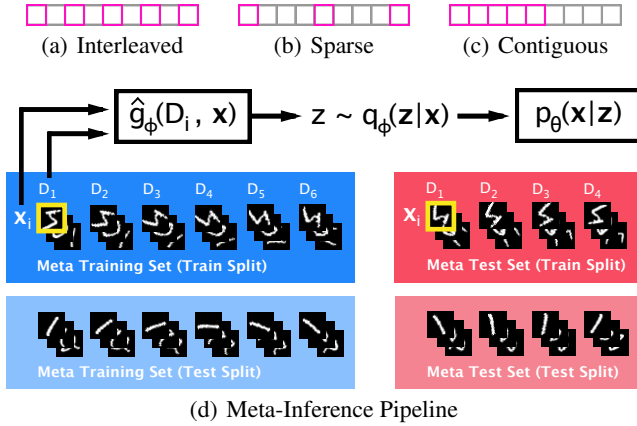 (a) Interleaved (b) Sparse (c) Contiguous
ĝϕ(Dᵢ, x) z ~ qϕ(z|x) pθ(x|z)
D₁ D₂ D₃ D₄ D₅ D₆
xᵢ
Meta Training Set (Train Split)
D₁ D₂ D₃ D₄
xᵢ
Meta Test Set (Train Split)
Meta Training Set (Test Split)
Meta Test Set (Test Split)
(d) Meta-Inference Pipeline